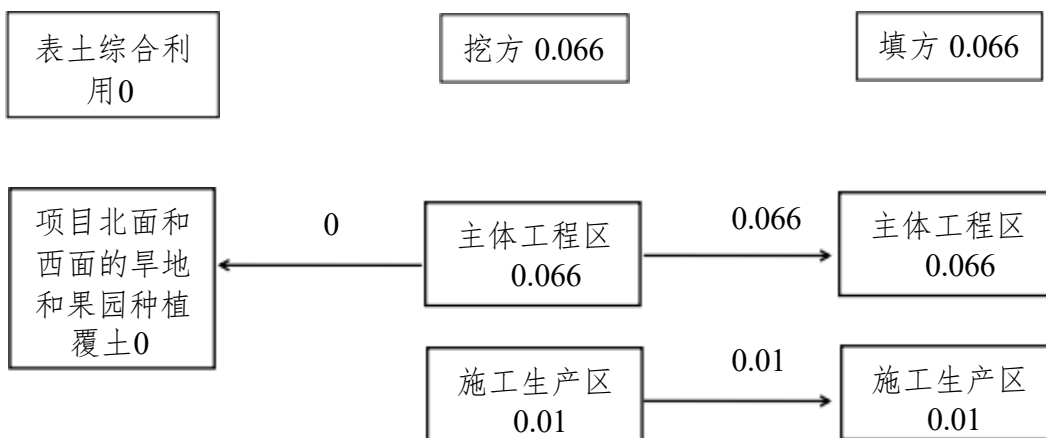 表土综合利
用0
挖方 0.066
填方 0.066
项目北面和
西面的旱地
和果园种植
覆土0
0
主体工程区
0.066
0.066
主体工程区
0.066
施工生产区
0.01
0.01
施工生产区
0.01